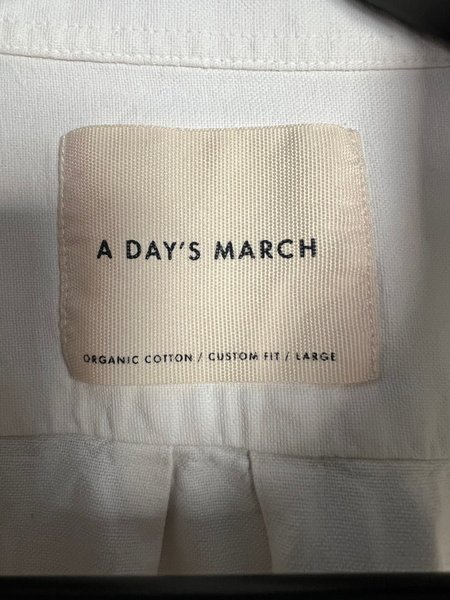 A DAY'S MARCH
ORGANIC COTTON / CUSTOM FIT / LARGE